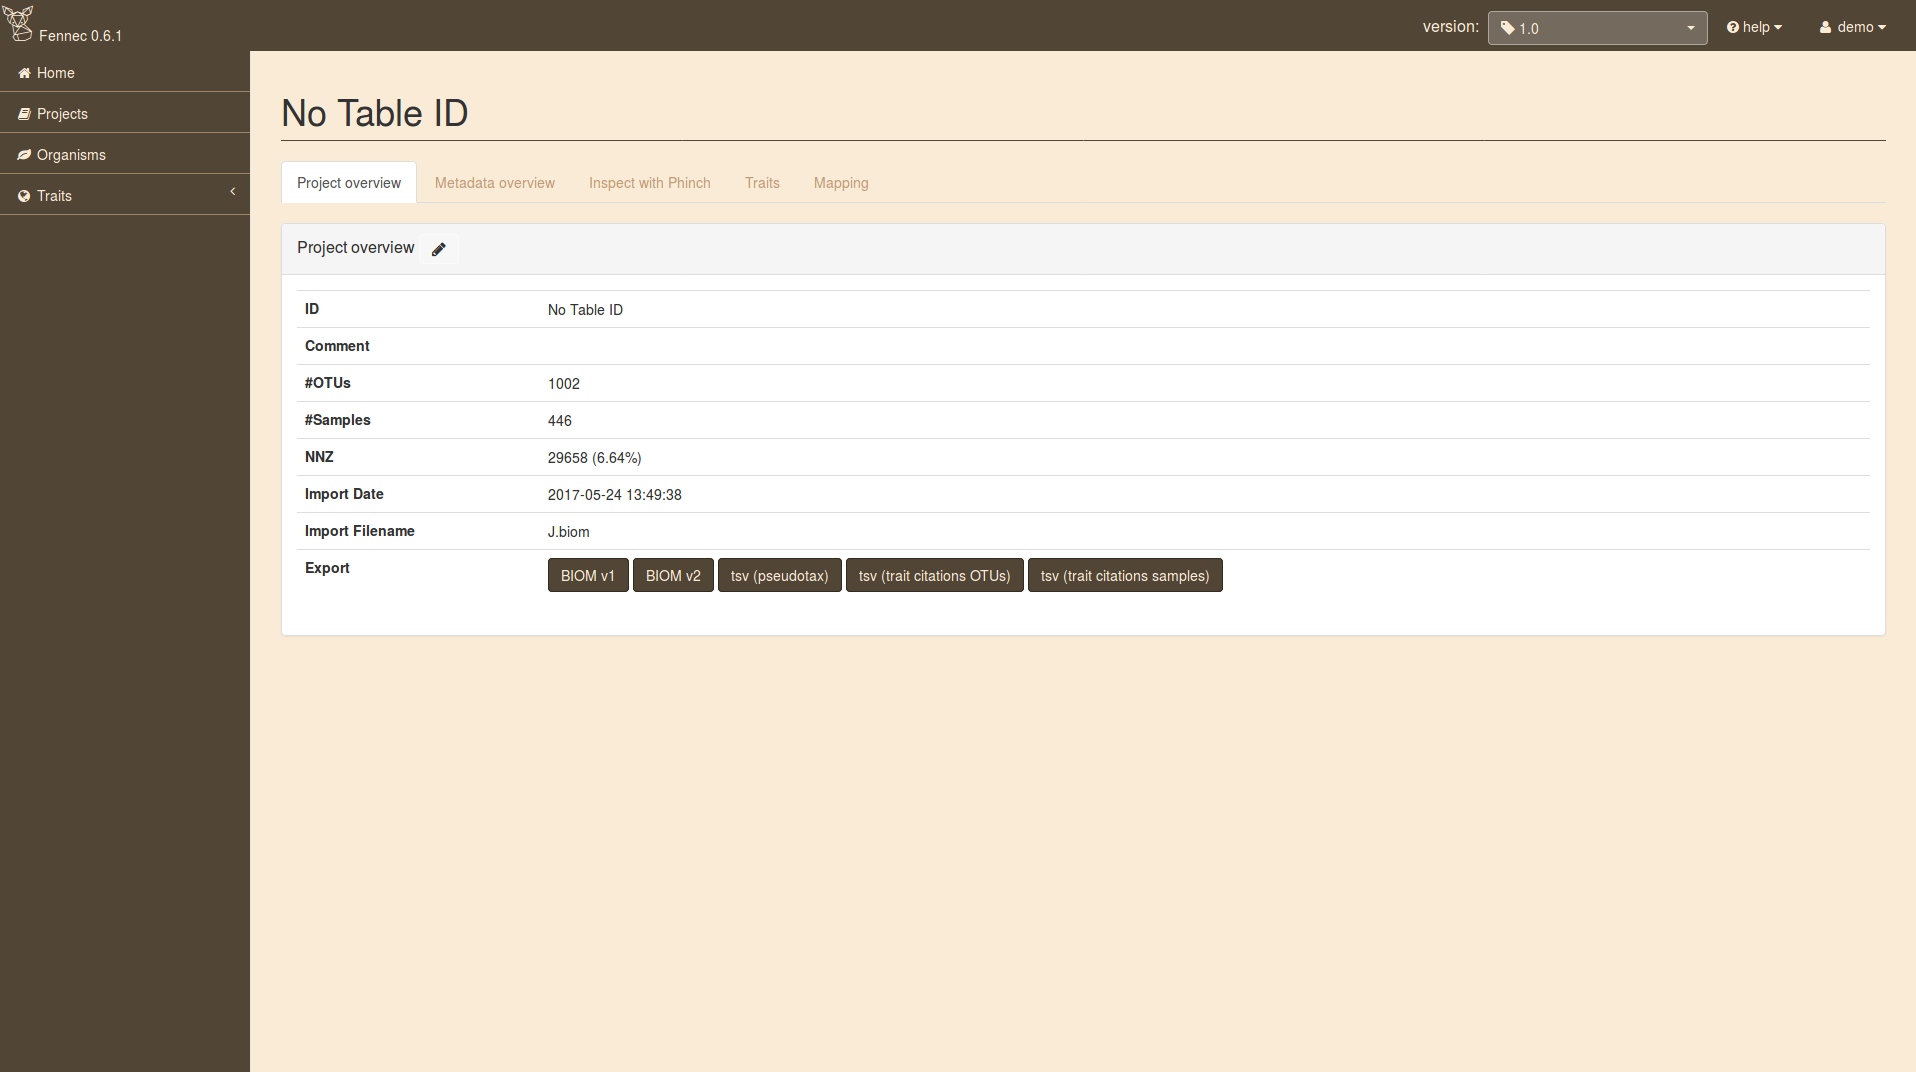 Fennec 0.6.1
version: 1.0 help demo
Home
Projects
Organisms
Traits
No Table ID
Project overview Metadata overview Inspect with Phinch Traits Mapping
Project overview
ID No Table ID
Comment
#OTUs 1002
#Samples 446
NNZ 29658 (6.64%)
Import Date 2017-05-24 13:49:38
Import Filename J.biom
Export BIOM v1 BIOM v2 tsv (pseudotax) tsv (trait citations OTUs) tsv (trait citations samples)